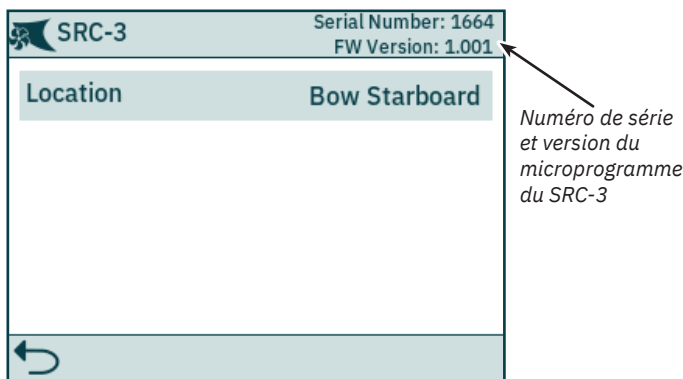 SRC-3
Serial Number: 1664
FW Version: 1.001
Location Bow Starboard
Numéro de série
et version du
microprogramme
du SRC-3